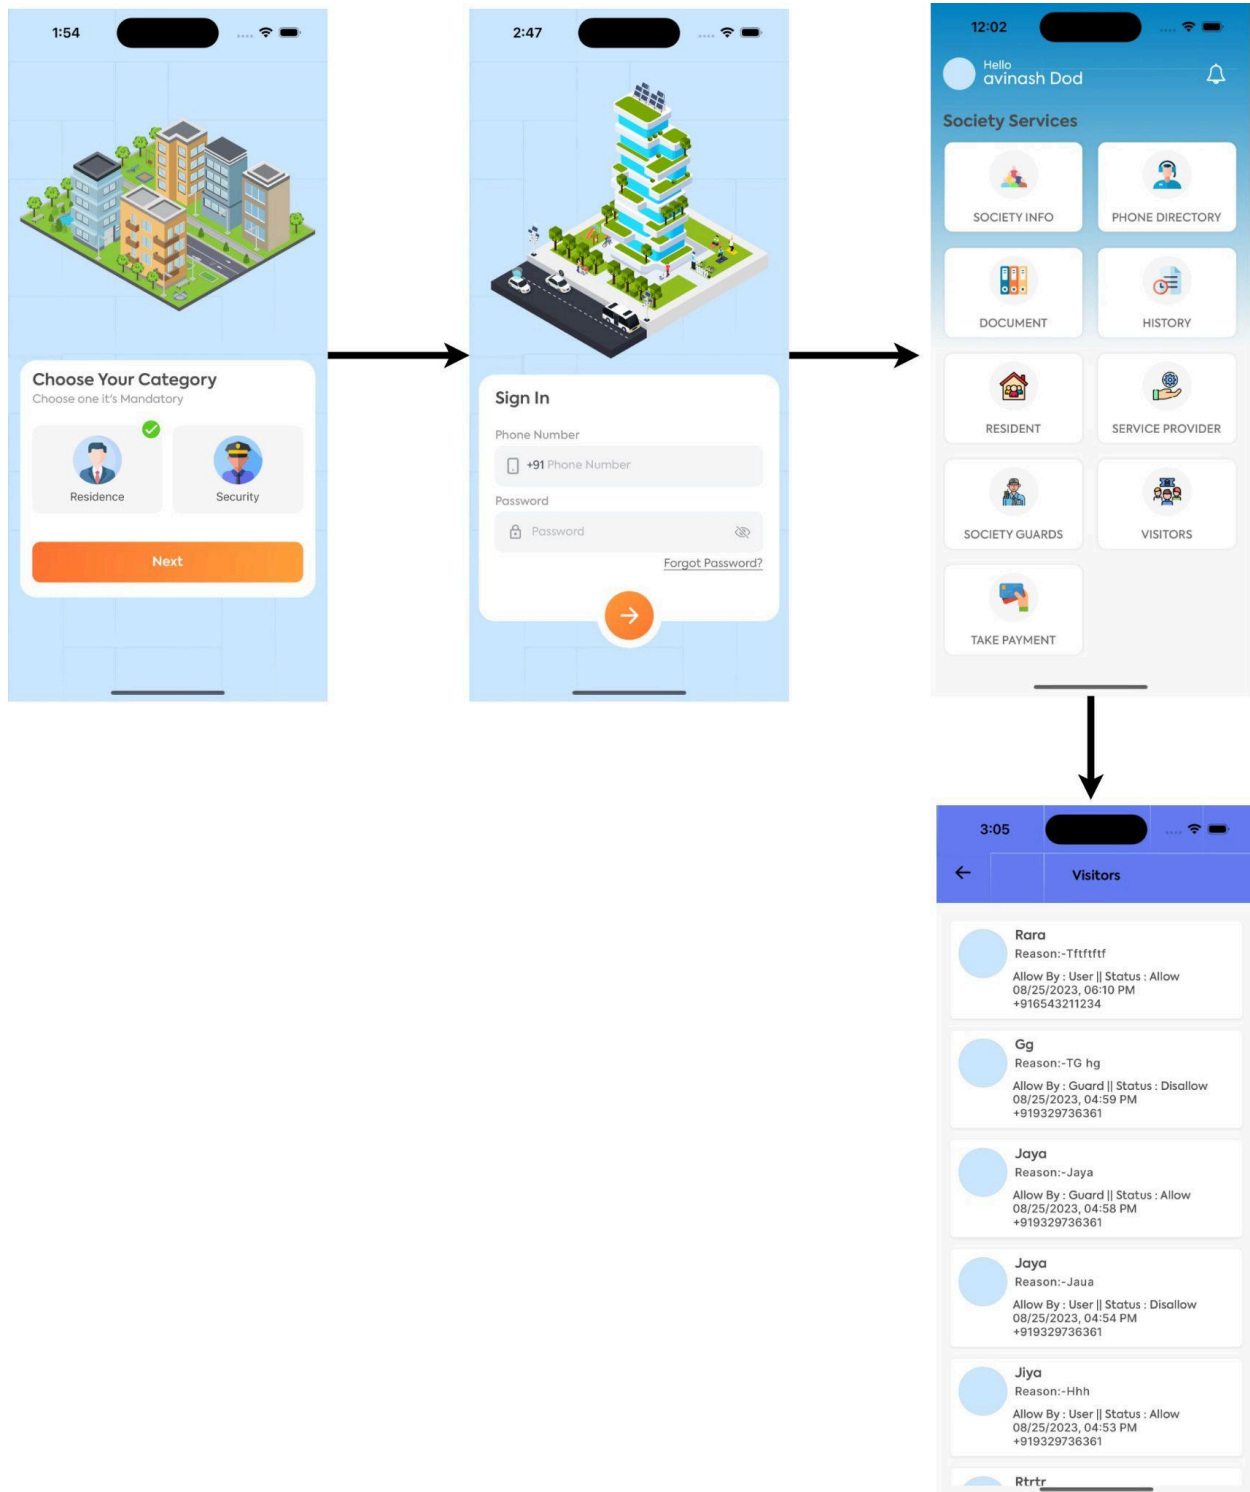 1:54
Choose Your Category
Choose one it's Mandatory
Residence
Security
Next
2:47
Sign In
Phone Number
+91 Phone Number
Password
Password
Forgot Password?
12:02
Hello
avinash Dod
Society Services
SOCIETY INFO
PHONE DIRECTORY
DOCUMENT
HISTORY
RESIDENT
SERVICE PROVIDER
SOCIETY GUARDS
VISITORS
TAKE PAYMENT
3:05
Visitors
Rara
Reason:-Tftftftf
Allow By : User || Status : Allow
08/25/2023, 06:10 PM
+916543211234
Gg
Reason:-TG hg
Allow By : Guard || Status : Disallow
08/25/2023, 04:59 PM
+919329736361
Jaya
Reason:-Jaya
Allow By : Guard || Status : Allow
08/25/2023, 04:58 PM
+919329736361
Jaya
Reason:-Jaua
Allow By : User || Status : Disallow
08/25/2023, 04:54 PM
+919329736361
Jiya
Reason:-Hhh
Allow By : User || Status : Allow
08/25/2023, 04:53 PM
+919329736361
Rtrtr